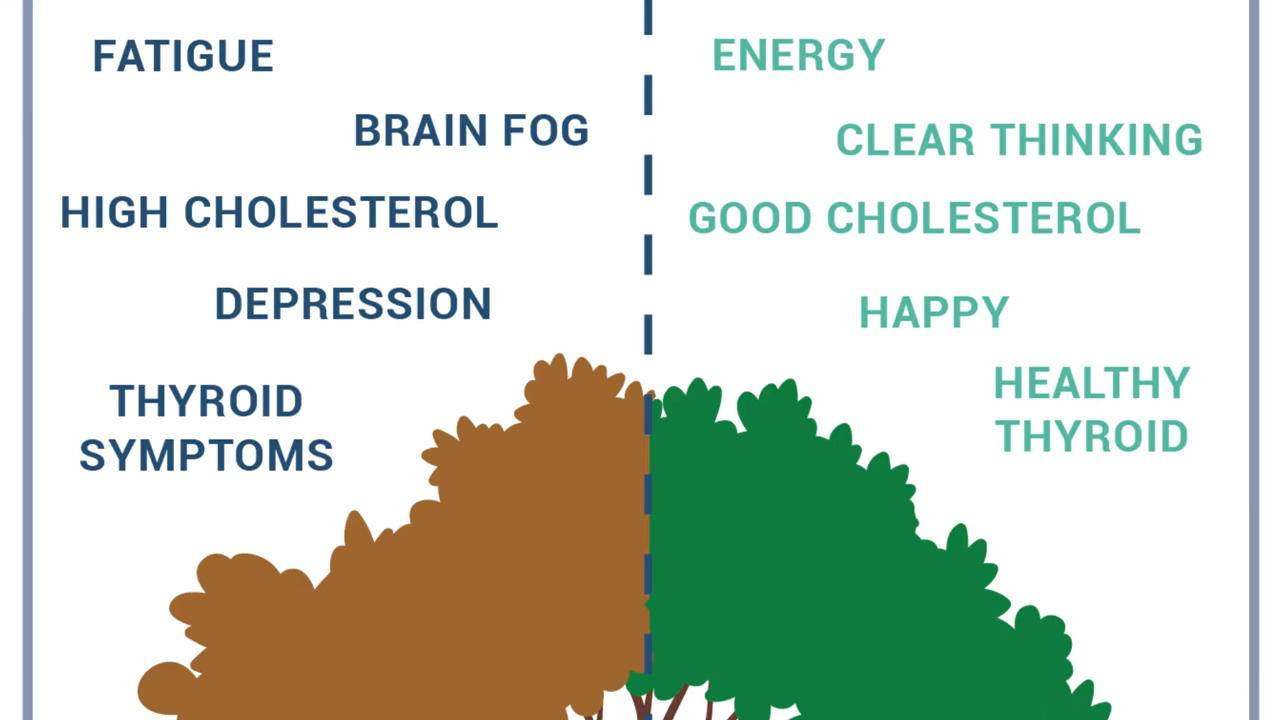 FATIGUE
BRAIN FOG
HIGH CHOLESTEROL
DEPRESSION
THYROID
SYMPTOMS
ENERGY
CLEAR THINKING
GOOD CHOLESTEROL
HAPPY
HEALTHY
THYROID